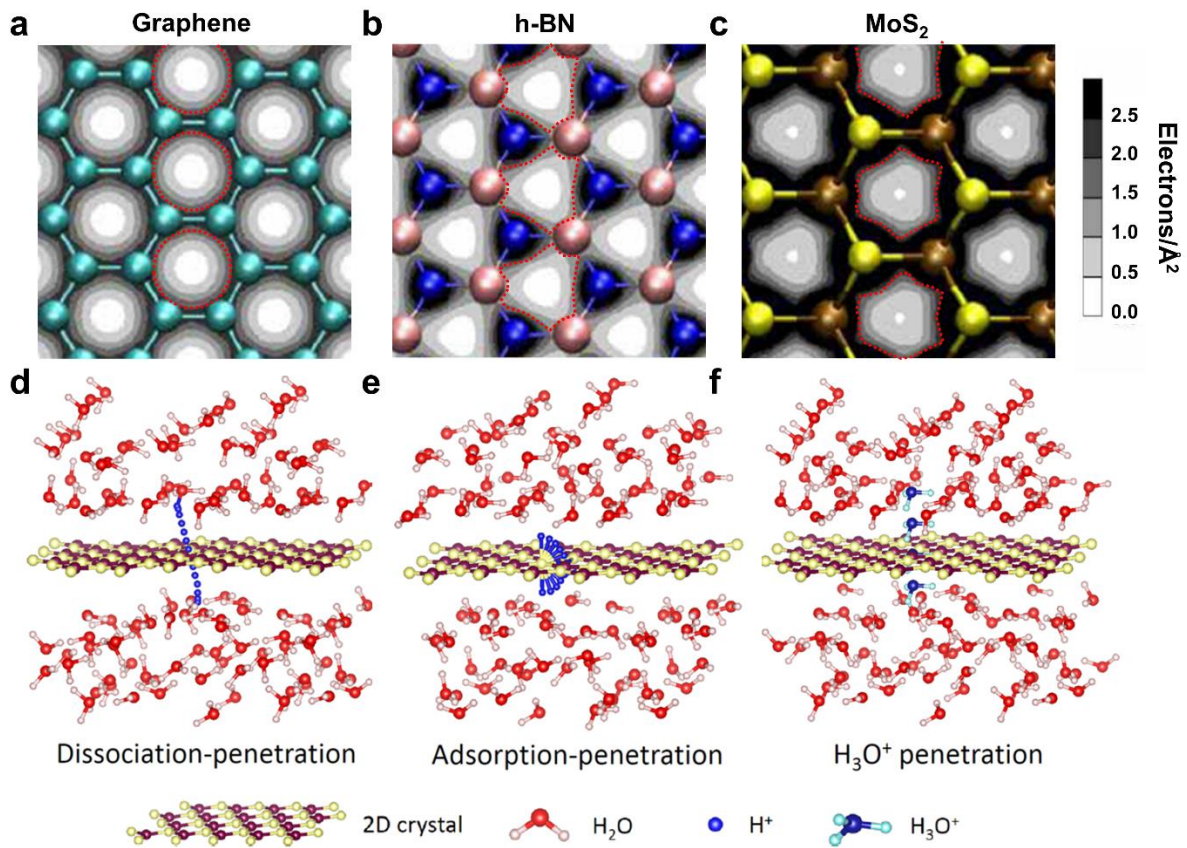 a Graphene
b h-BN
c MoS₂
2.5
2.0
1.5
1.0
0.5
0.0
Electrons/Å²
d
e
f
Dissociation-penetration
Adsorption-penetration
H₃O⁺ penetration
2D crystal
H₂O
H⁺
H₃O⁺